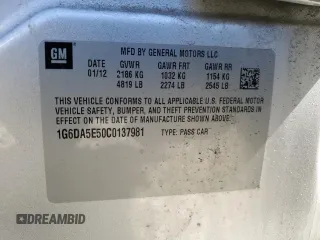 GM
MFD BY GENERAL MOTORS LLC
DATE GVWR GAWR FRT GAWR RR
01/12 2186 KG 1032 KG 1154 KG
4819 LB 2274 LB 2545 LB
THIS VEHICLE CONFORMS TO ALL APPLICABLE U.S. FEDERAL MOTOR
VEHICLE SAFETY, BUMPER, AND THEFT PREVENTION STANDARDS
IN EFFECT ON THE DATE OF MANUFACTURE SHOWN ABOVE.
1G6DA5E50C0137981 TYPE: PASS CAR
DREAMBID